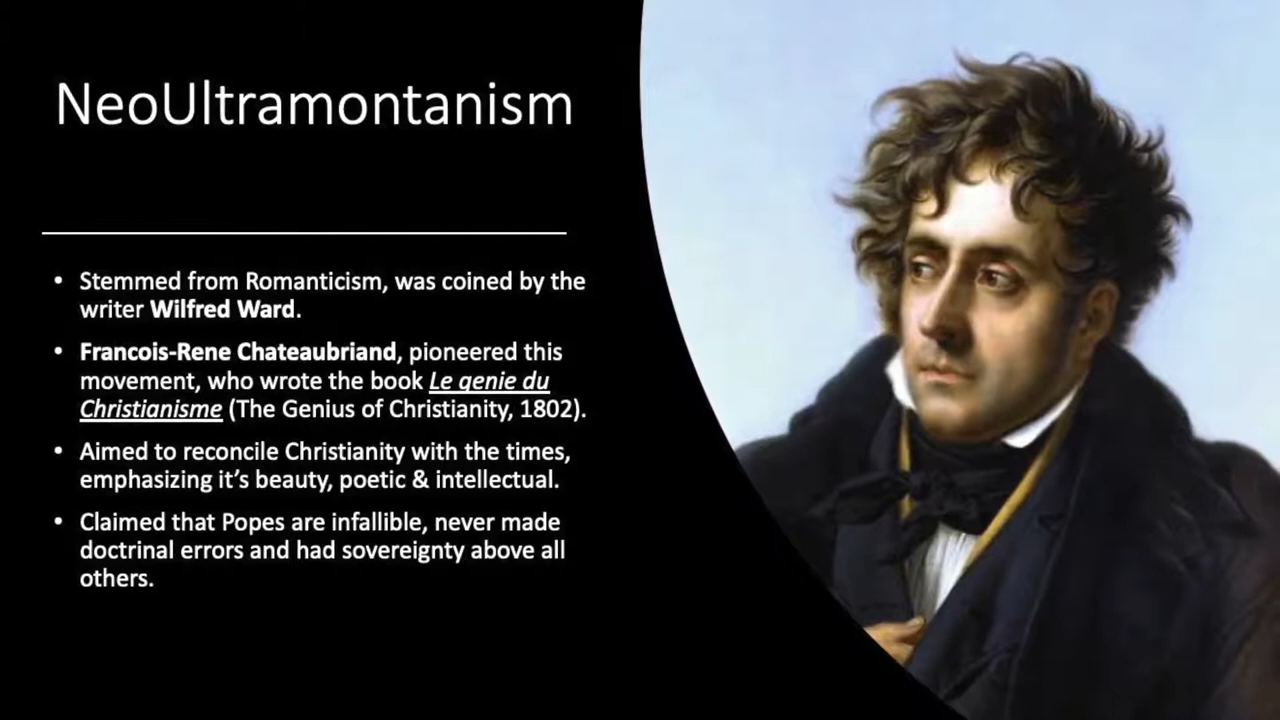 NeoUltramontanism
• Stemmed from Romanticism, was coined by the
writer Wilfred Ward.
• Francois-Rene Chateaubriand, pioneered this
movement, who wrote the book Le genie du
Christianisme (The Genius of Christianity, 1802).
• Aimed to reconcile Christianity with the times,
emphasizing it’s beauty, poetic & intellectual.
• Claimed that Popes are infallible, never made
doctrinal errors and had sovereignty above all
others.